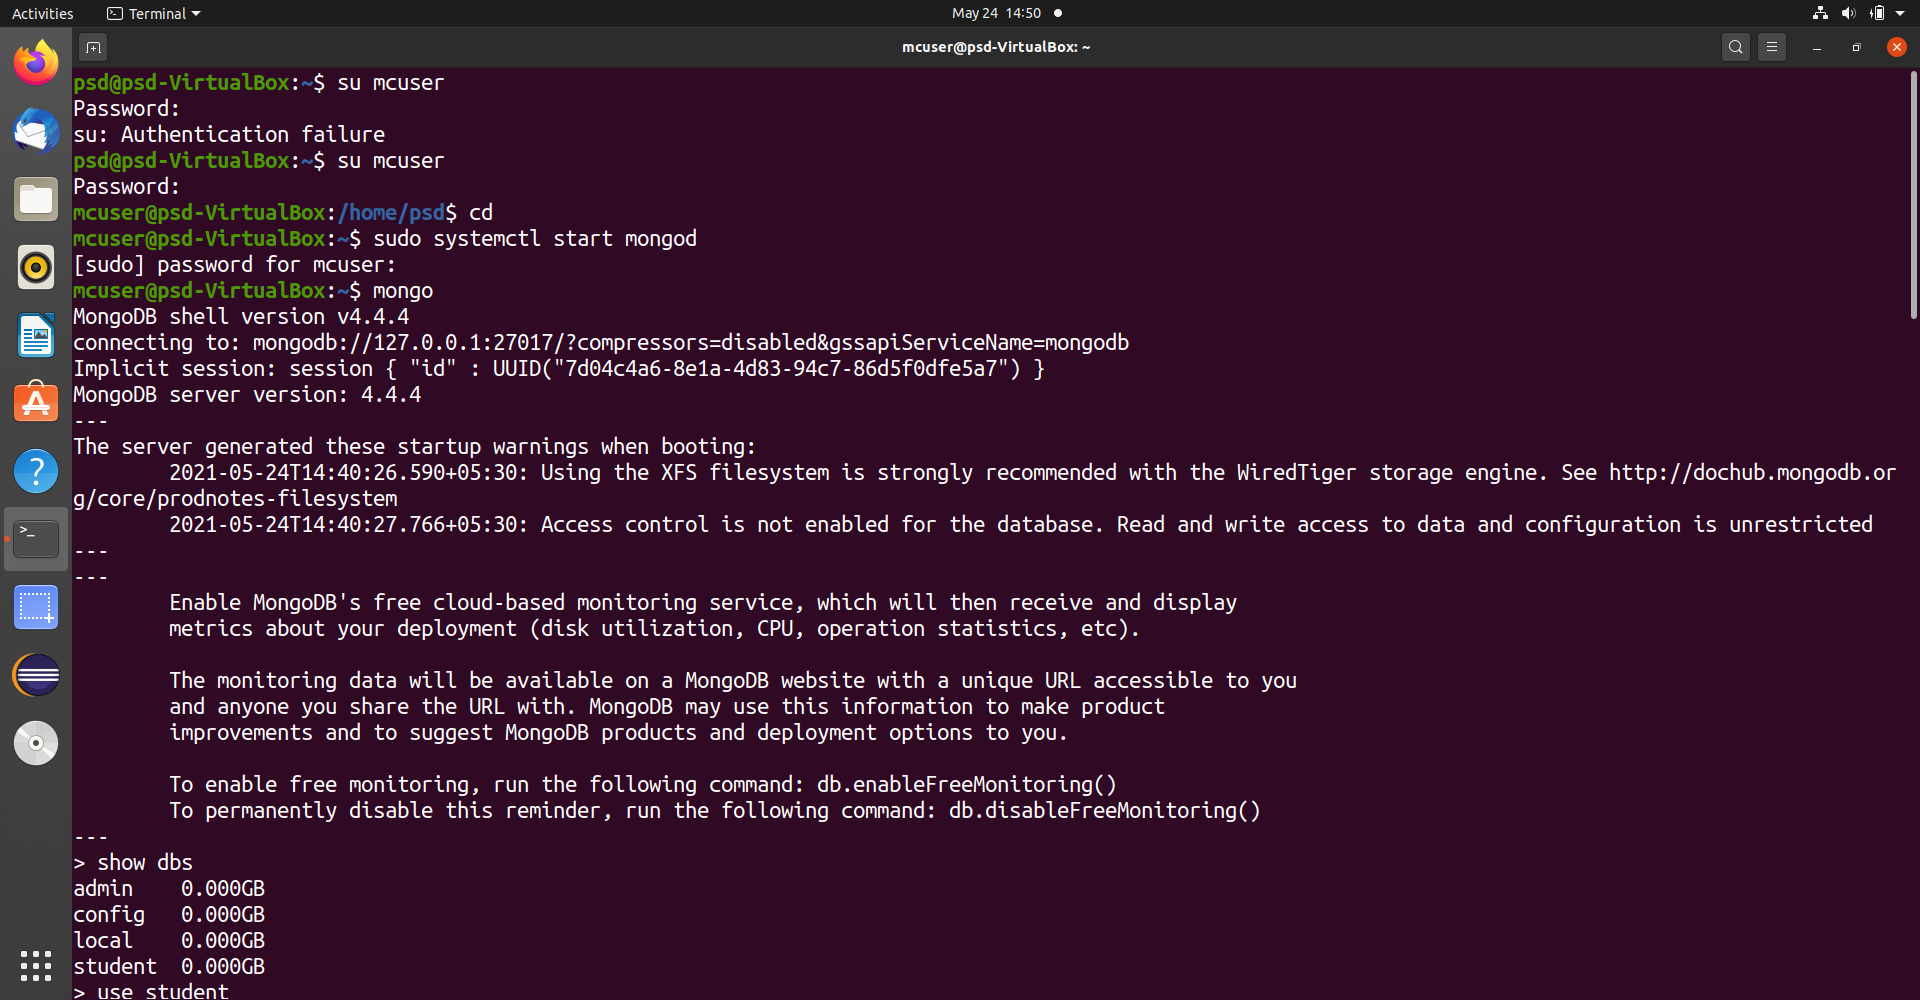 Activities
Terminal
May 24 14:50
mcuser@psd-VirtualBox: ~
psd@psd-VirtualBox:~$ su mcuser
Password:
su: Authentication failure
psd@psd-VirtualBox:~$ su mcuser
Password:
mcuser@psd-VirtualBox:/home/psd$ cd
mcuser@psd-VirtualBox:~$ sudo systemctl start mongod
[sudo] password for mcuser:
mcuser@psd-VirtualBox:~$ mongo
MongoDB shell version v4.4.4
connecting to: mongodb://127.0.0.1:27017/?compressors=disabled&gssapiServiceName=mongodb
Implicit session: session { "id" : UUID("7d04c4a6-8e1a-4d83-94c7-86d5f0dfe5a7") }
MongoDB server version: 4.4.4
---
The server generated these startup warnings when booting:
        2021-05-24T14:40:26.590+05:30: Using the XFS filesystem is strongly recommended with the WiredTiger storage engine. See http://dochub.mongodb.or
g/core/prodnotes-filesystem
        2021-05-24T14:40:27.766+05:30: Access control is not enabled for the database. Read and write access to data and configuration is unrestricted
---
---
        Enable MongoDB's free cloud-based monitoring service, which will then receive and display
        metrics about your deployment (disk utilization, CPU, operation statistics, etc).
        The monitoring data will be available on a MongoDB website with a unique URL accessible to you
        and anyone you share the URL with. MongoDB may use this information to make product
        improvements and to suggest MongoDB products and deployment options to you.
        To enable free monitoring, run the following command: db.enableFreeMonitoring()
        To permanently disable this reminder, run the following command: db.disableFreeMonitoring()
---
> show dbs
admin    0.000GB
config   0.000GB
local    0.000GB
student  0.000GB
> use student